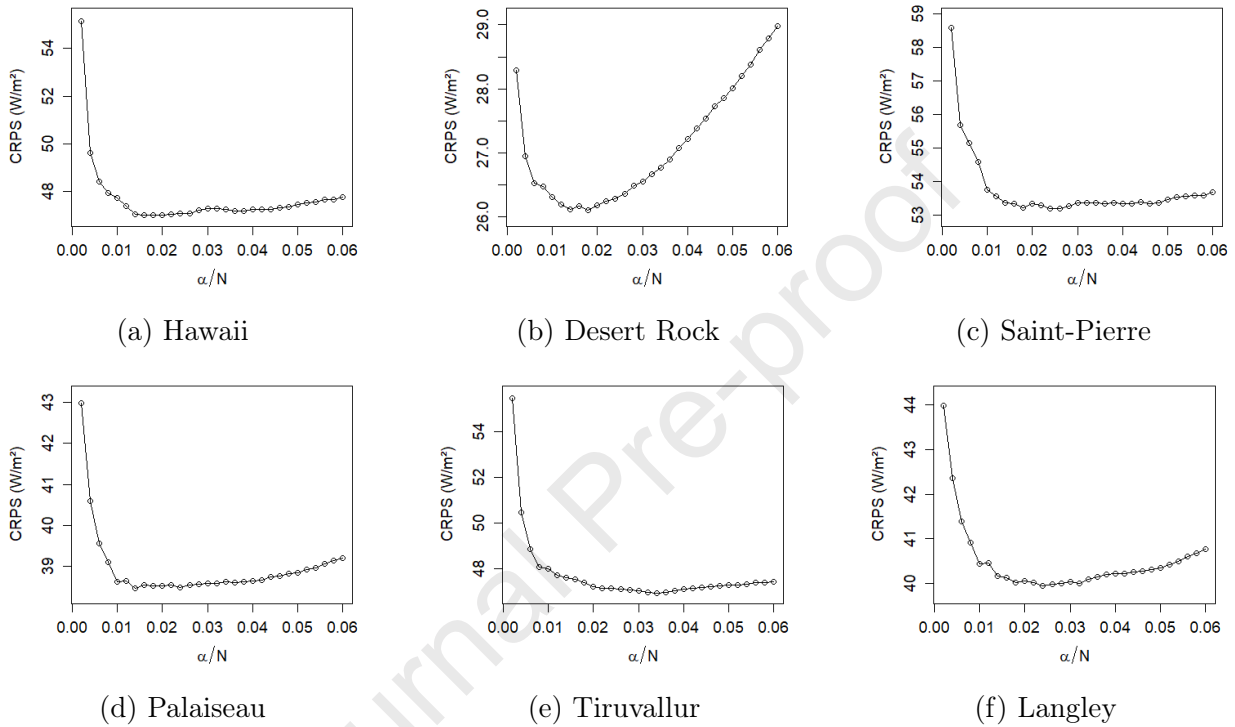 54
52
50
48
CRPS (W/m²)
0.00 0.01 0.02 0.03 0.04 0.05 0.06
α/N
(a) Hawaii
29.0
28.0
27.0
26.0
CRPS (W/m²)
0.00 0.01 0.02 0.03 0.04 0.05 0.06
α/N
(b) Desert Rock
59
58
57
56
55
54
53
CRPS (W/m²)
0.00 0.01 0.02 0.03 0.04 0.05 0.06
α/N
(c) Saint-Pierre
43
42
41
40
39
CRPS (W/m²)
0.00 0.01 0.02 0.03 0.04 0.05 0.06
α/N
(d) Palaiseau
54
52
50
48
CRPS (W/m²)
0.00 0.01 0.02 0.03 0.04 0.05 0.06
α/N
(e) Tiruvallur
44
43
42
41
40
CRPS (W/m²)
0.00 0.01 0.02 0.03 0.04 0.05 0.06
α/N
(f) Langley
urnal Pre-proof